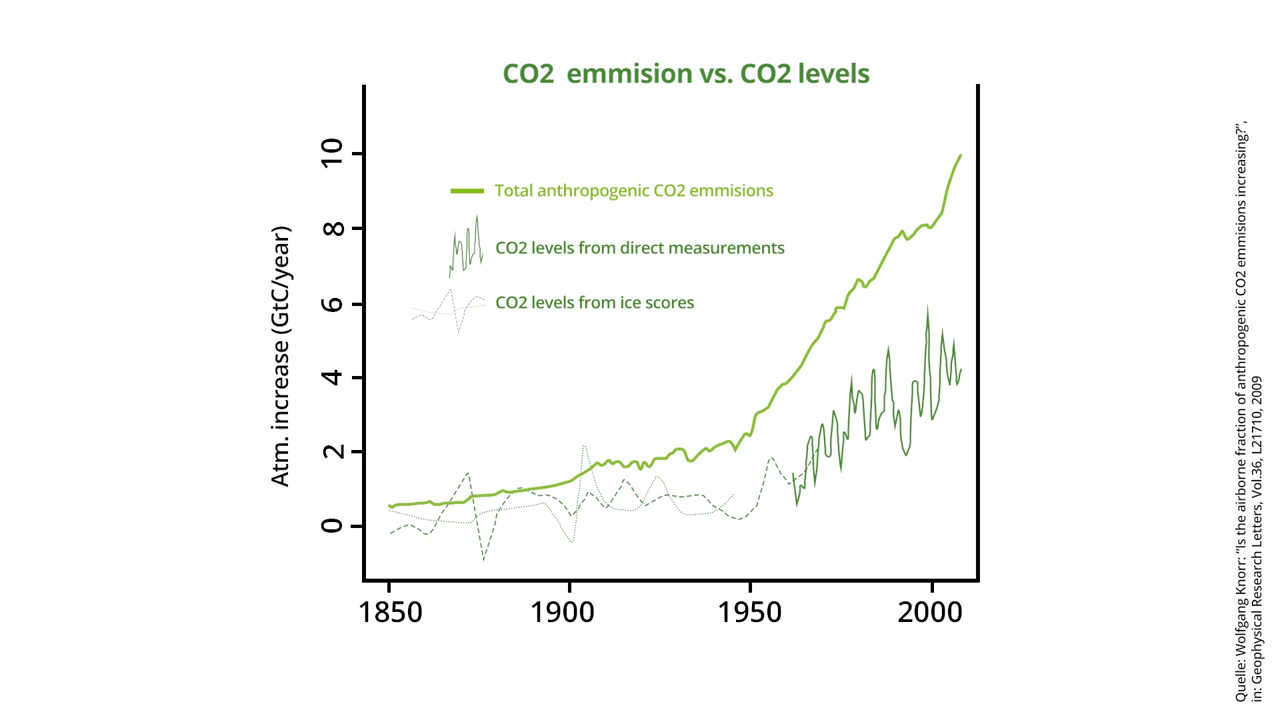 CO2  emmision vs. CO2 levels
Total anthropogenic CO2 emmisions
CO2 levels from direct measurements
CO2 levels from ice scores
Atm. increase (GtC/year)
10
8
6
4
2
0
1850
1900
1950
2000
Quelle: Wolfgang Knorr: “Is the airborne fraction of anthropogenic CO2 emmisions increasing?”,
in: Geophysical Research Letters, Vol.36, L21710, 2009